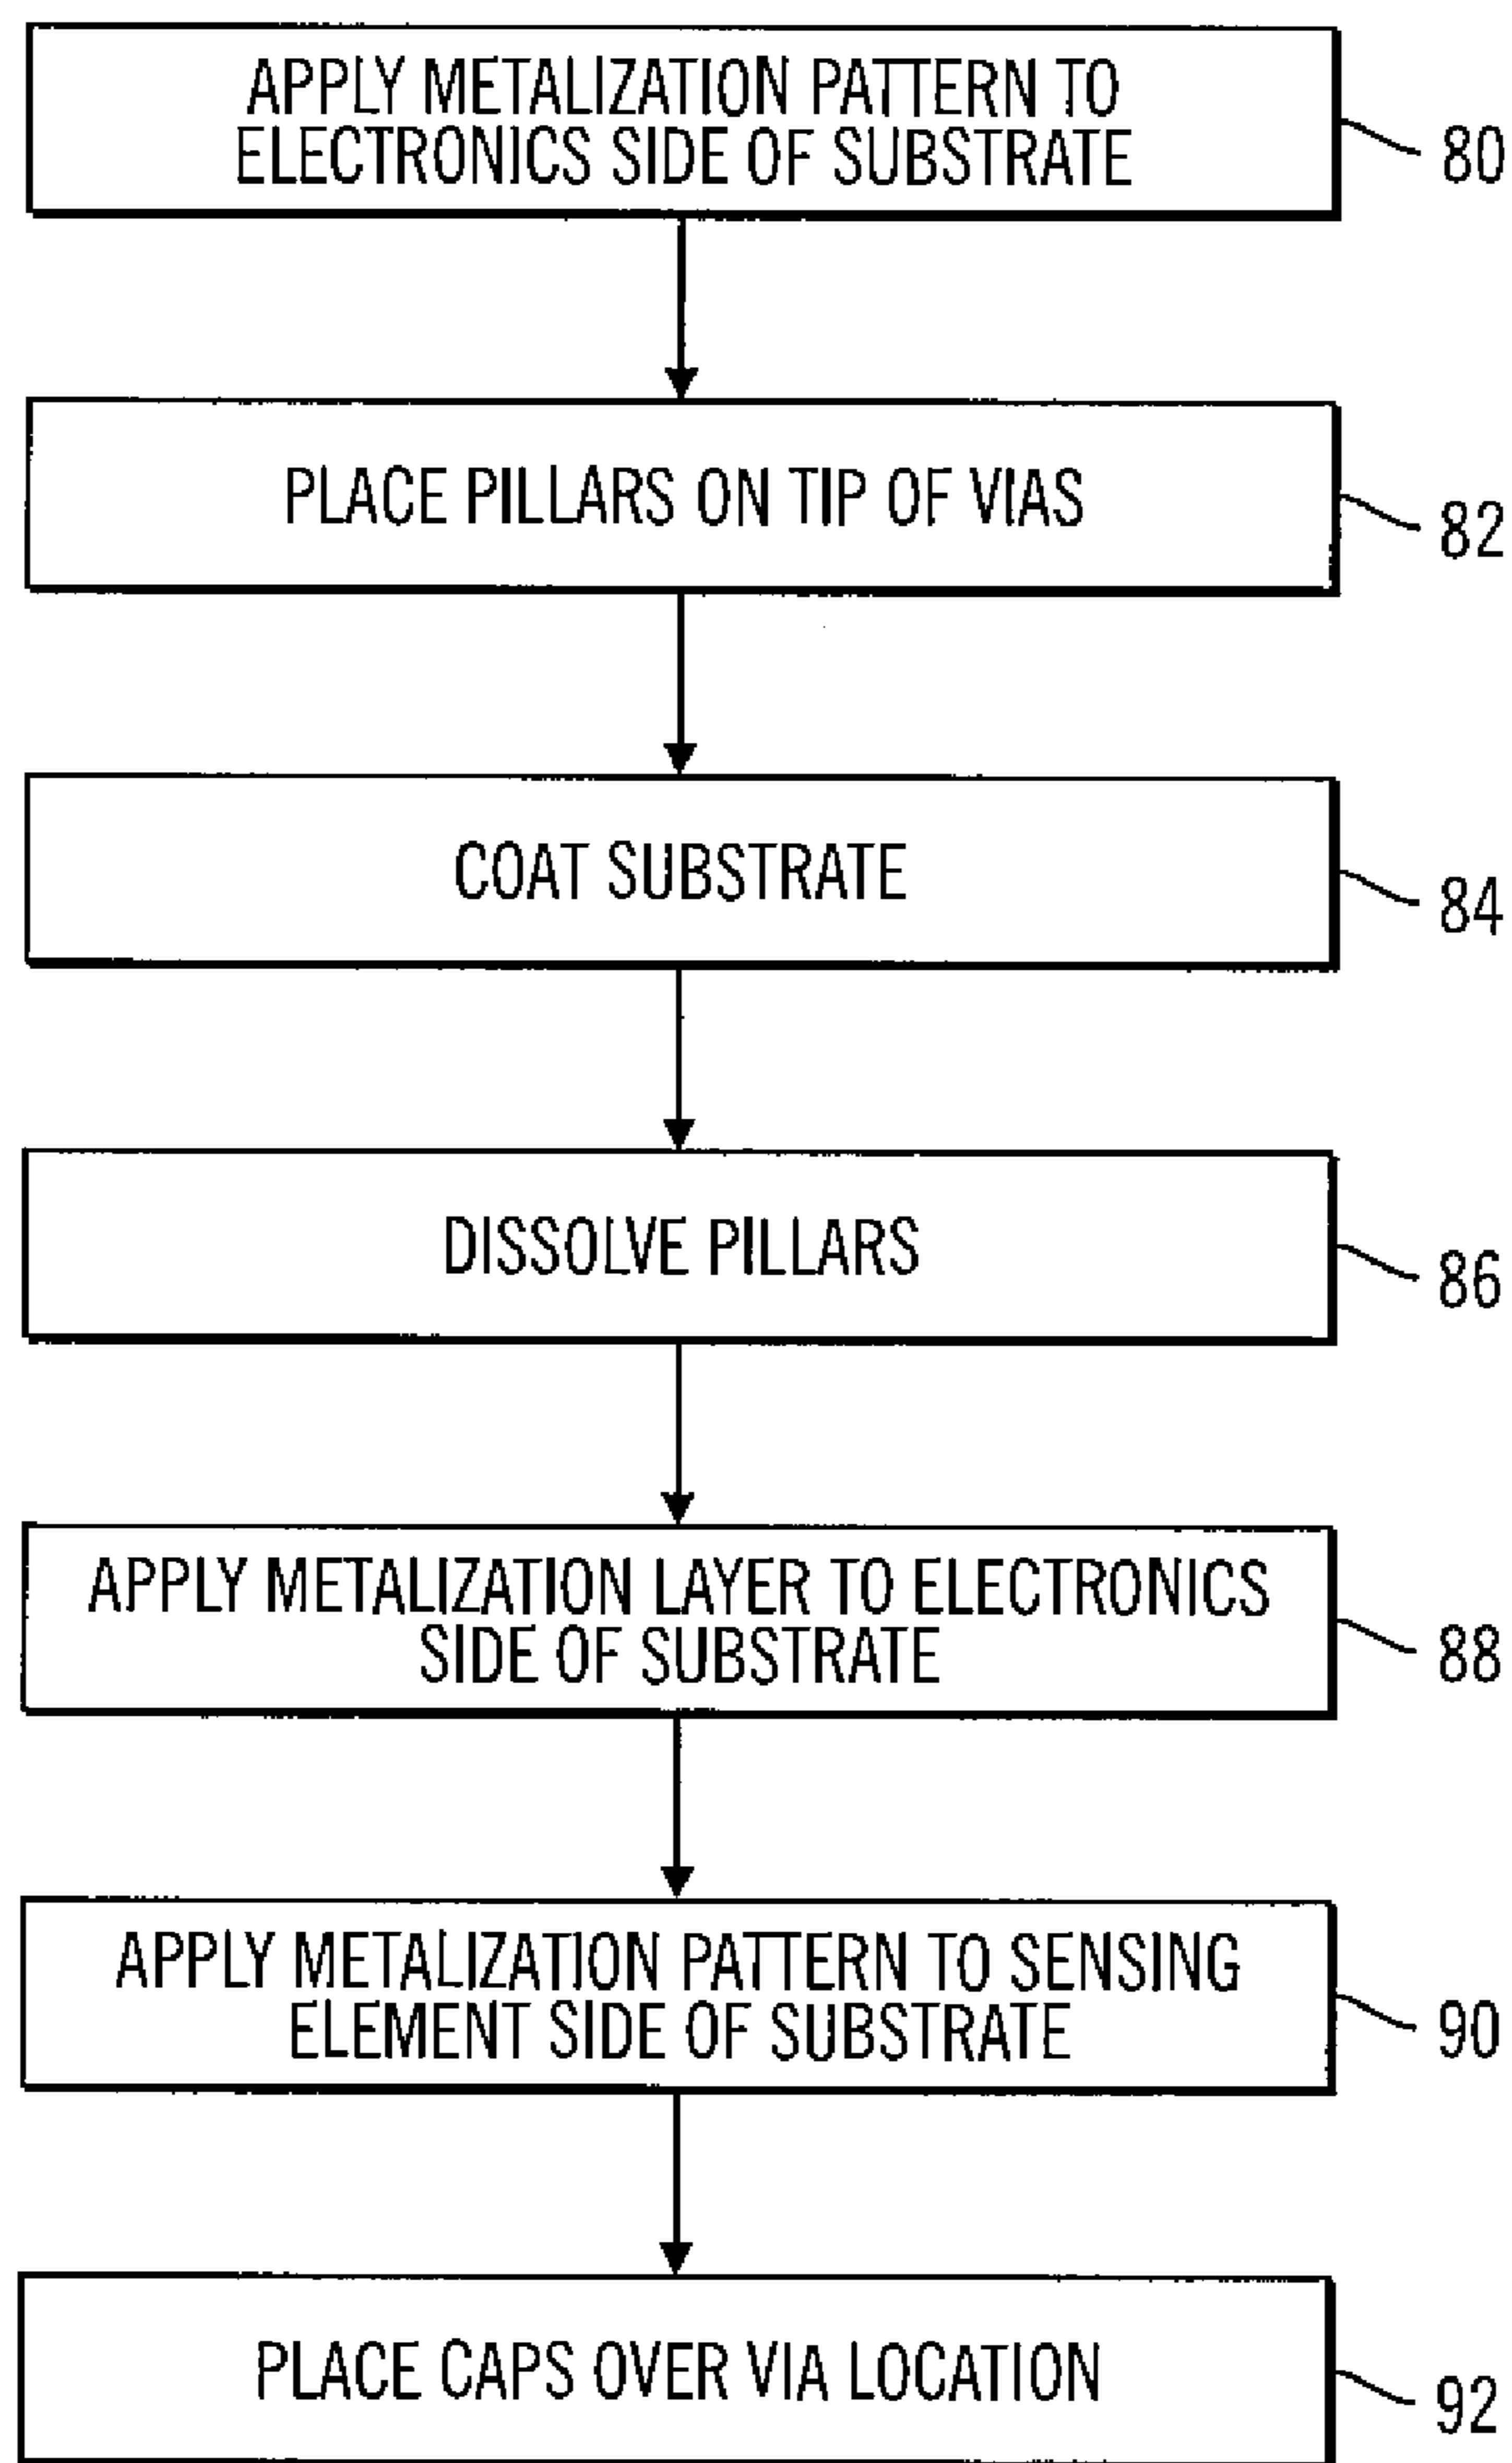 APPLY METALIZATION PATTERN TO
ELECTRONICS SIDE OF SUBSTRATE
80
PLACE PILLARS ON TIP OF VIAS
82
COAT SUBSTRATE
84
DISSOLVE PILLARS
86
APPLY METALIZATION LAYER TO ELECTRONICS
SIDE OF SUBSTRATE
88
APPLY METALIZATION PATTERN TO SENSING
ELEMENT SIDE OF SUBSTRATE
90
PLACE CAPS OVER VIA LOCATION
92